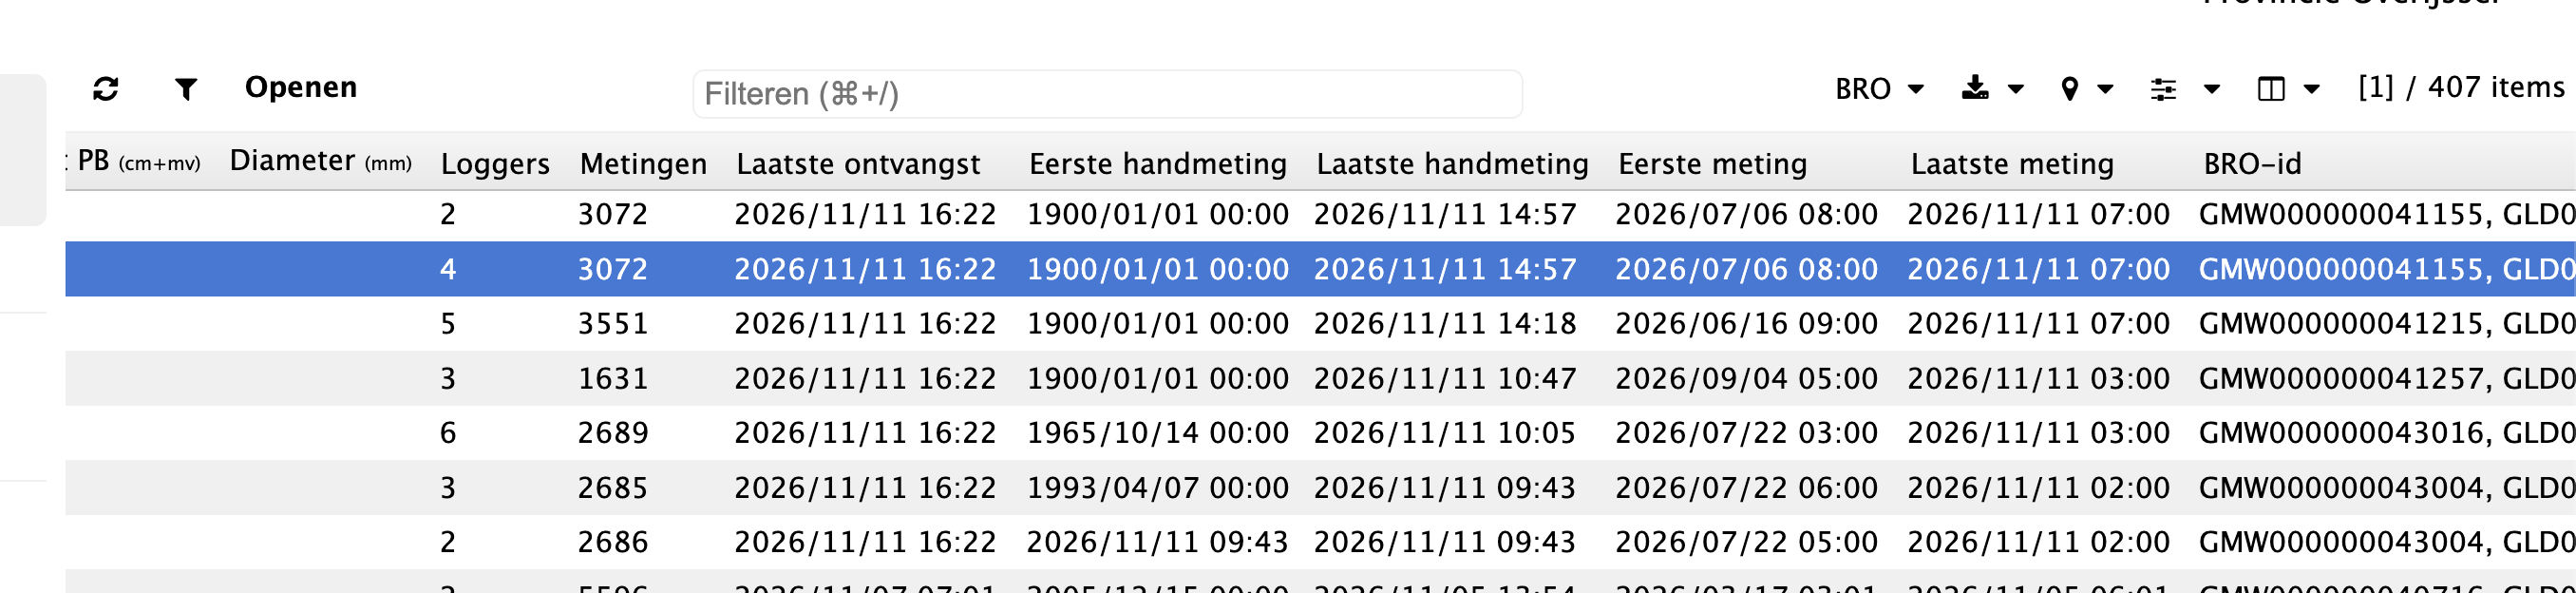 Provincie Overijssel
Openen Filteren (⌘+/) BRO [1] / 407 items
PB (cm+mv) Diameter (mm) Loggers Metingen Laatste ontvangst Eerste handmeting Laatste handmeting Eerste meting Laatste meting BRO-id
2 3072 2026/11/11 16:22 1900/01/01 00:00 2026/11/11 14:57 2026/07/06 08:00 2026/11/11 07:00 GMW000000041155, GLD0
4 3072 2026/11/11 16:22 1900/01/01 00:00 2026/11/11 14:57 2026/07/06 08:00 2026/11/11 07:00 GMW000000041155, GLD0
5 3551 2026/11/11 16:22 1900/01/01 00:00 2026/11/11 14:18 2026/06/16 09:00 2026/11/11 07:00 GMW000000041215, GLD0
3 1631 2026/11/11 16:22 1900/01/01 00:00 2026/11/11 10:47 2026/09/04 05:00 2026/11/11 03:00 GMW000000041257, GLD0
6 2689 2026/11/11 16:22 1965/10/14 00:00 2026/11/11 10:05 2026/07/22 03:00 2026/11/11 03:00 GMW000000043016, GLD0
3 2685 2026/11/11 16:22 1993/04/07 00:00 2026/11/11 09:43 2026/07/22 06:00 2026/11/11 02:00 GMW000000043004, GLD0
2 2686 2026/11/11 16:22 2026/11/11 09:43 2026/11/11 09:43 2026/07/22 05:00 2026/11/11 02:00 GMW000000043004, GLD0